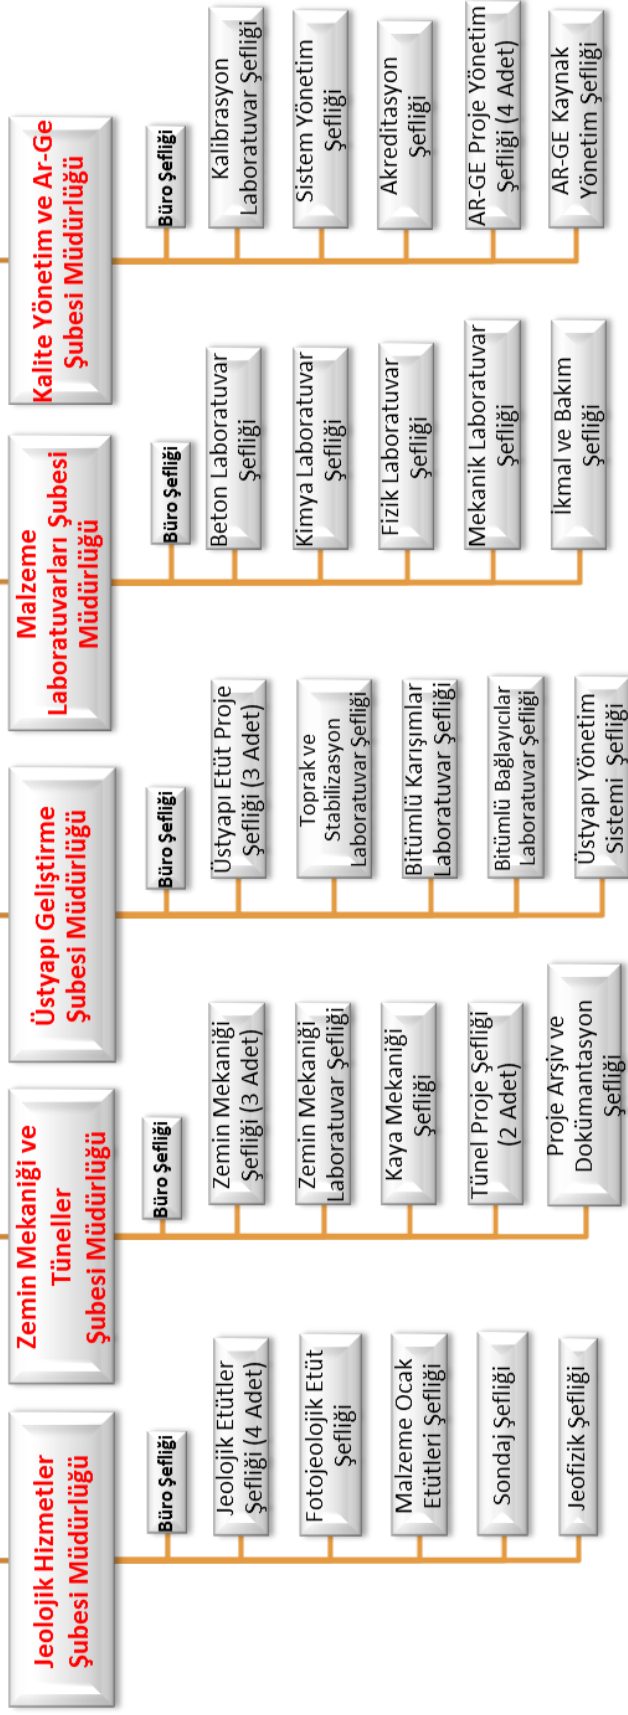 Jeolojik Hizmetler
Şubesi Müdürlüğü
Büro Şefliği
Jeolojik Etütler
Şefliği (4 Adet)
Fotojeolojik Etüt
Şefliği
Malzeme Ocak
Etütleri Şefliği
Sondaj Şefliği
Jeofizik Şefliği
Zemin Mekaniği ve
Tüneller
Şubesi Müdürlüğü
Büro Şefliği
Zemin Mekaniği
Şefliği (3 Adet)
Zemin Mekaniği
Laboratuvar Şefliği
Kaya Mekaniği
Şefliği
Tünel Proje Şefliği
(2 Adet)
Proje Arşiv ve
Dokümantasyon
Şefliği
Üstyapı Geliştirme
Şubesi Müdürlüğü
Büro Şefliği
Üstyapı Etüt Proje
Şefliği (3 Adet)
Toprak ve
Stabilizasyon
Laboratuvar Şefliği
Bitümlü Karışımlar
Laboratuvar Şefliği
Bitümlü Bağlayıcılar
Laboratuvar Şefliği
Üstyapı Yönetim
Sistemi Şefliği
Malzeme
Laboratuvarları Şubesi
Müdürlüğü
Büro Şefliği
Beton Laboratuvar
Şefliği
Kimya Laboratuvar
Şefliği
Fizik Laboratuvar
Şefliği
Mekanik Laboratuvar
Şefliği
İkmal ve Bakım
Şefliği
Kalite Yönetim ve Ar-Ge
Şubesi Müdürlüğü
Büro Şefliği
Kalibrasyon
Laboratuvar Şefliği
Sistem Yönetim
Şefliği
Akreditasyon
Şefliği
AR-GE Proje Yönetim
Şefliği (4 Adet)
AR-GE Kaynak
Yönetim Şefliği